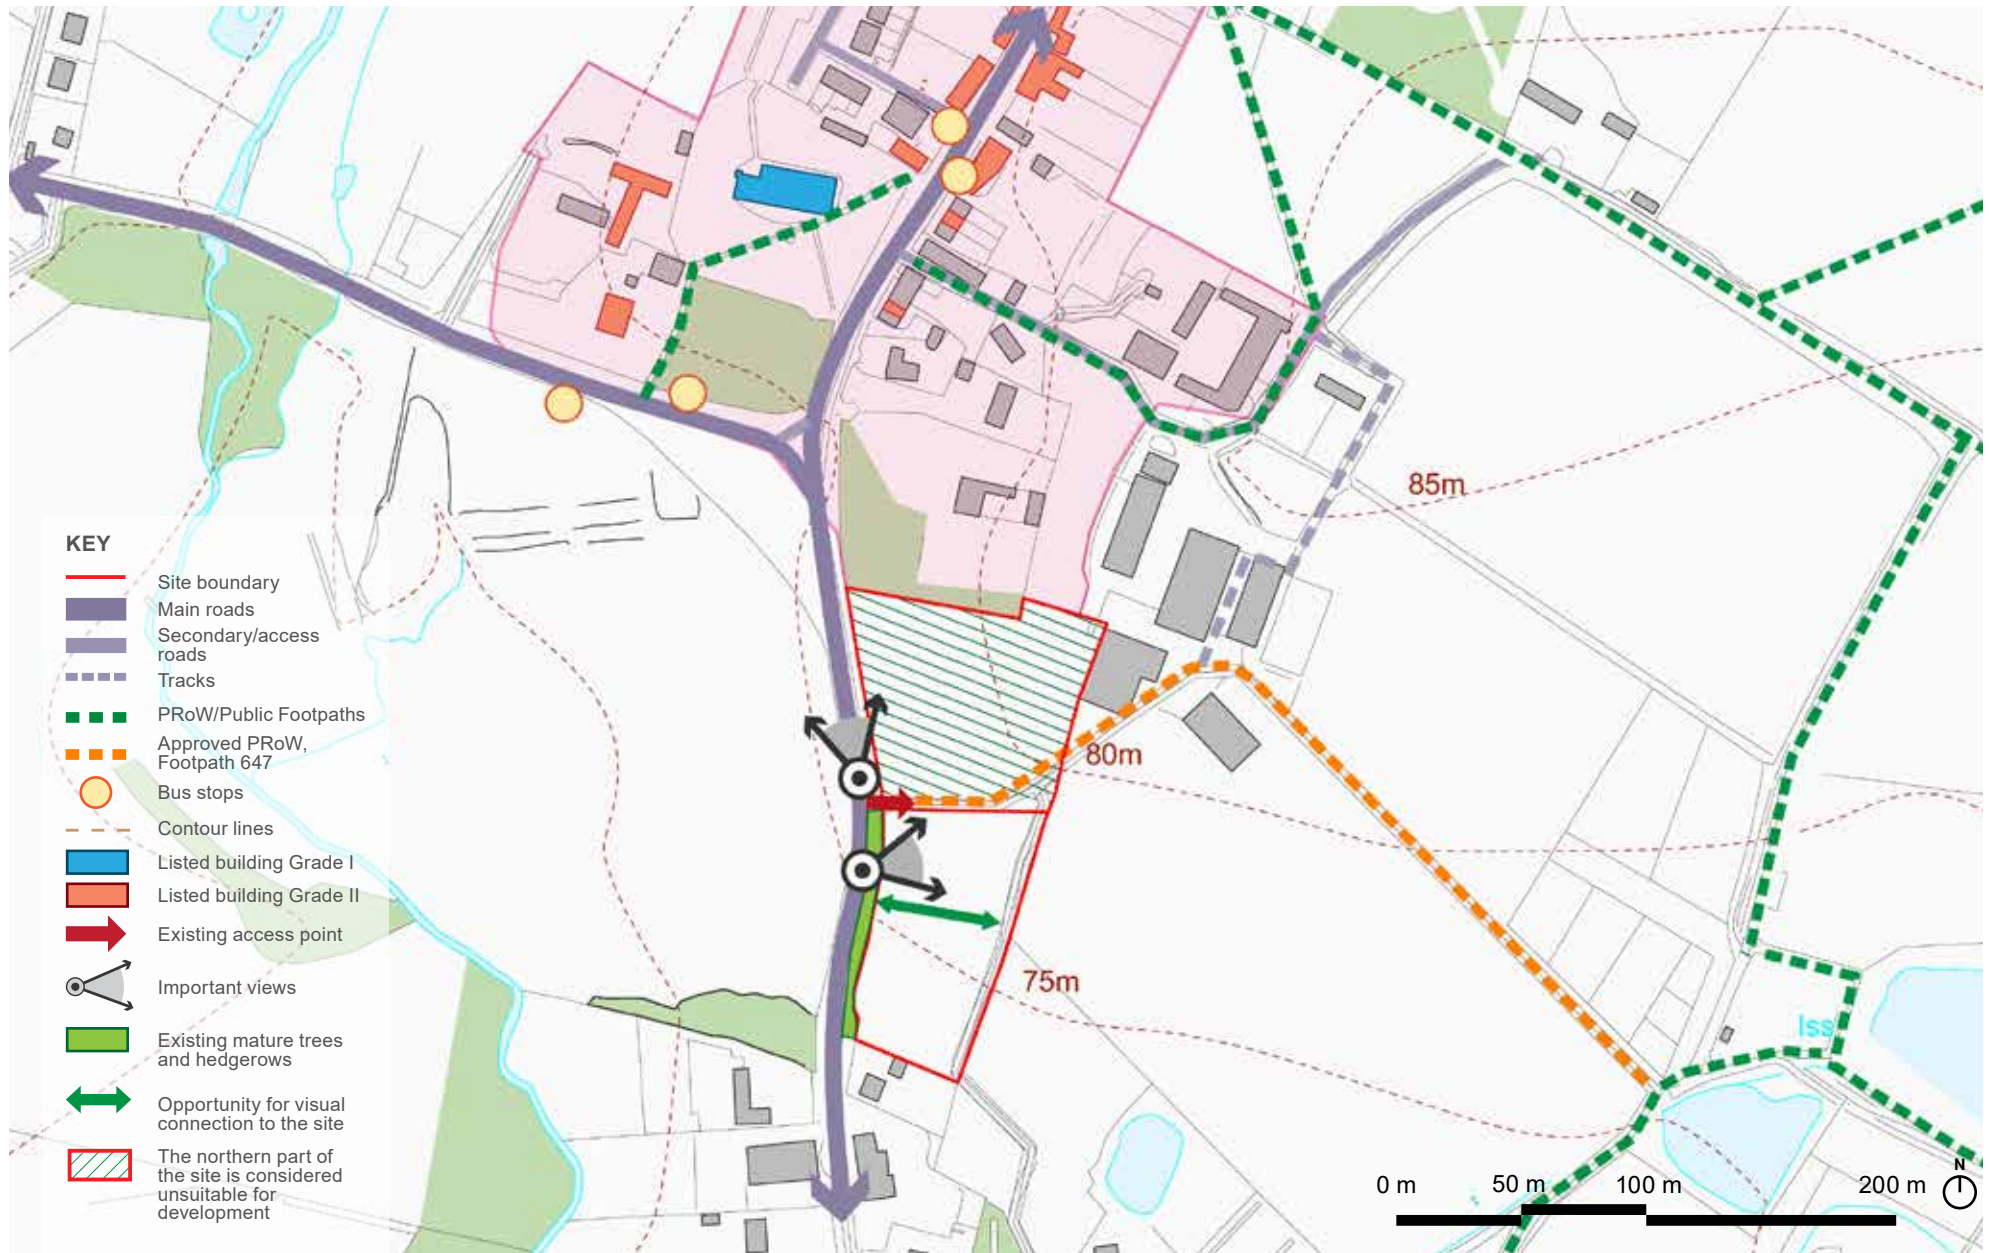 85m
KEY
Site boundary
Main roads
Secondary/access
roads
Tracks
PRoW/Public Footpaths
Approved PRoW,
Footpath 647
80m
Bus stops
Contour lines
Listed building Grade I
Listed building Grade II
Existing access point
75m
Important views
Iss
Existing mature trees
and hedgerows
Opportunity for visual
connection to the site
The northern part of
the site is considered
unsuitable for
development
0 m 50 m 100 m 200 m
N